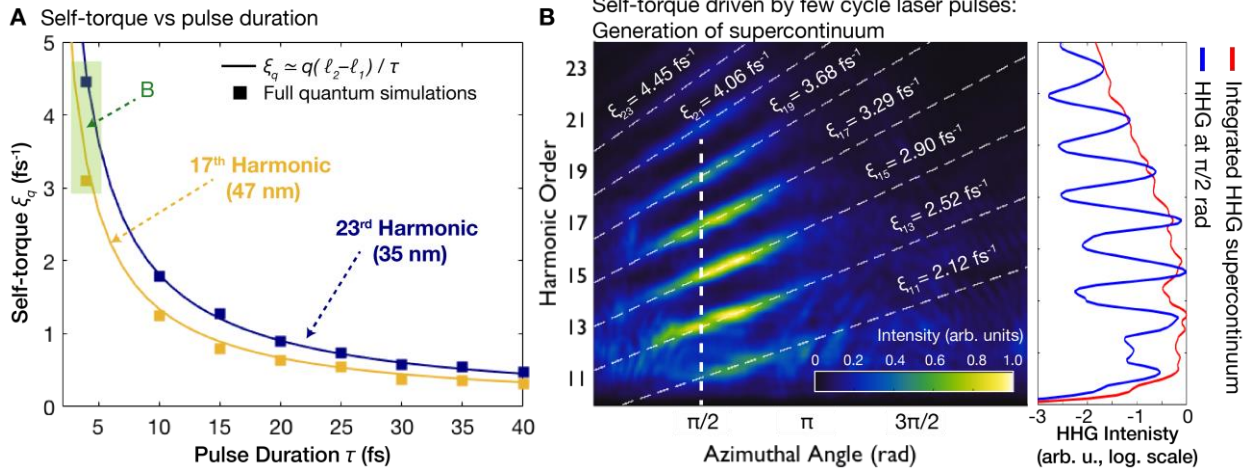 A Self-torque vs pulse duration
Self-torque ξq (fs⁻¹)
5
4
3
2
1
0
B
ξq ≃ q(ℓ₂–ℓ₁) / τ
Full quantum simulations
17th Harmonic
(47 nm)
23rd Harmonic
(35 nm)
5 10 15 20 25 30 35 40
Pulse Duration τ (fs)
B Self-torque driven by few cycle laser pulses:
Generation of supercontinuum
Harmonic Order
23
21
19
17
15
13
11
ξ₂₃= 4.45 fs⁻¹
ξ₂₁= 4.06 fs⁻¹
ξ₁₉= 3.68 fs⁻¹
ξ₁₇= 3.29 fs⁻¹
ξ₁₅= 2.90 fs⁻¹
ξ₁₃= 2.52 fs⁻¹
ξ₁₁= 2.12 fs⁻¹
Intensity (arb. units)
0 0.2 0.4 0.6 0.8 1.0
π/2 π 3π/2
Azimuthal Angle (rad)
-3 -2 -1 0
HHG Intenisty
(arb. u., log. scale)
Integrated HHG supercontinuum
HHG at π/2 rad